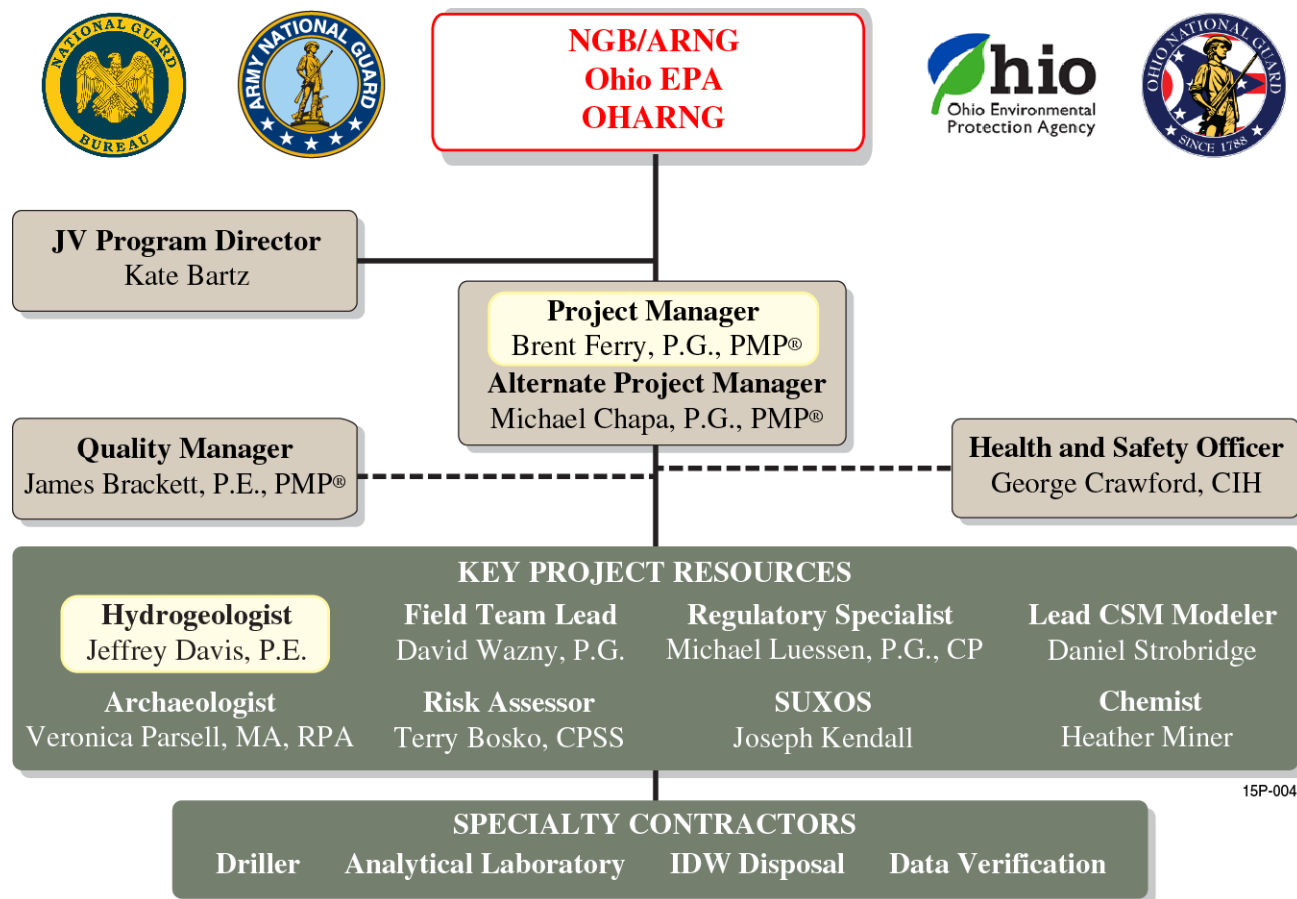 NATIONAL GUARD
BUREAU
ARMY NATIONAL GUARD
NGB/ARNG
Ohio EPA
OHARNG
Ohio
Ohio Environmental
Protection Agency
OHIO NATIONAL GUARD
SINCE 1788
JV Program Director
Kate Bartz
Project Manager
Brent Ferry, P.G., PMP®
Alternate Project Manager
Michael Chapa, P.G., PMP®
Quality Manager
James Brackett, P.E., PMP®
Health and Safety Officer
George Crawford, CIH
KEY PROJECT RESOURCES
Hydrogeologist
Jeffrey Davis, P.E.
Field Team Lead
David Wazny, P.G.
Regulatory Specialist
Michael Luessen, P.G., CP
Lead CSM Modeler
Daniel Strobridge
Archaeologist
Veronica Parsell, MA, RPA
Risk Assessor
Terry Bosko, CPSS
SUXOS
Joseph Kendall
Chemist
Heather Miner
15P-004
SPECIALTY CONTRACTORS
Driller Analytical Laboratory IDW Disposal Data Verification